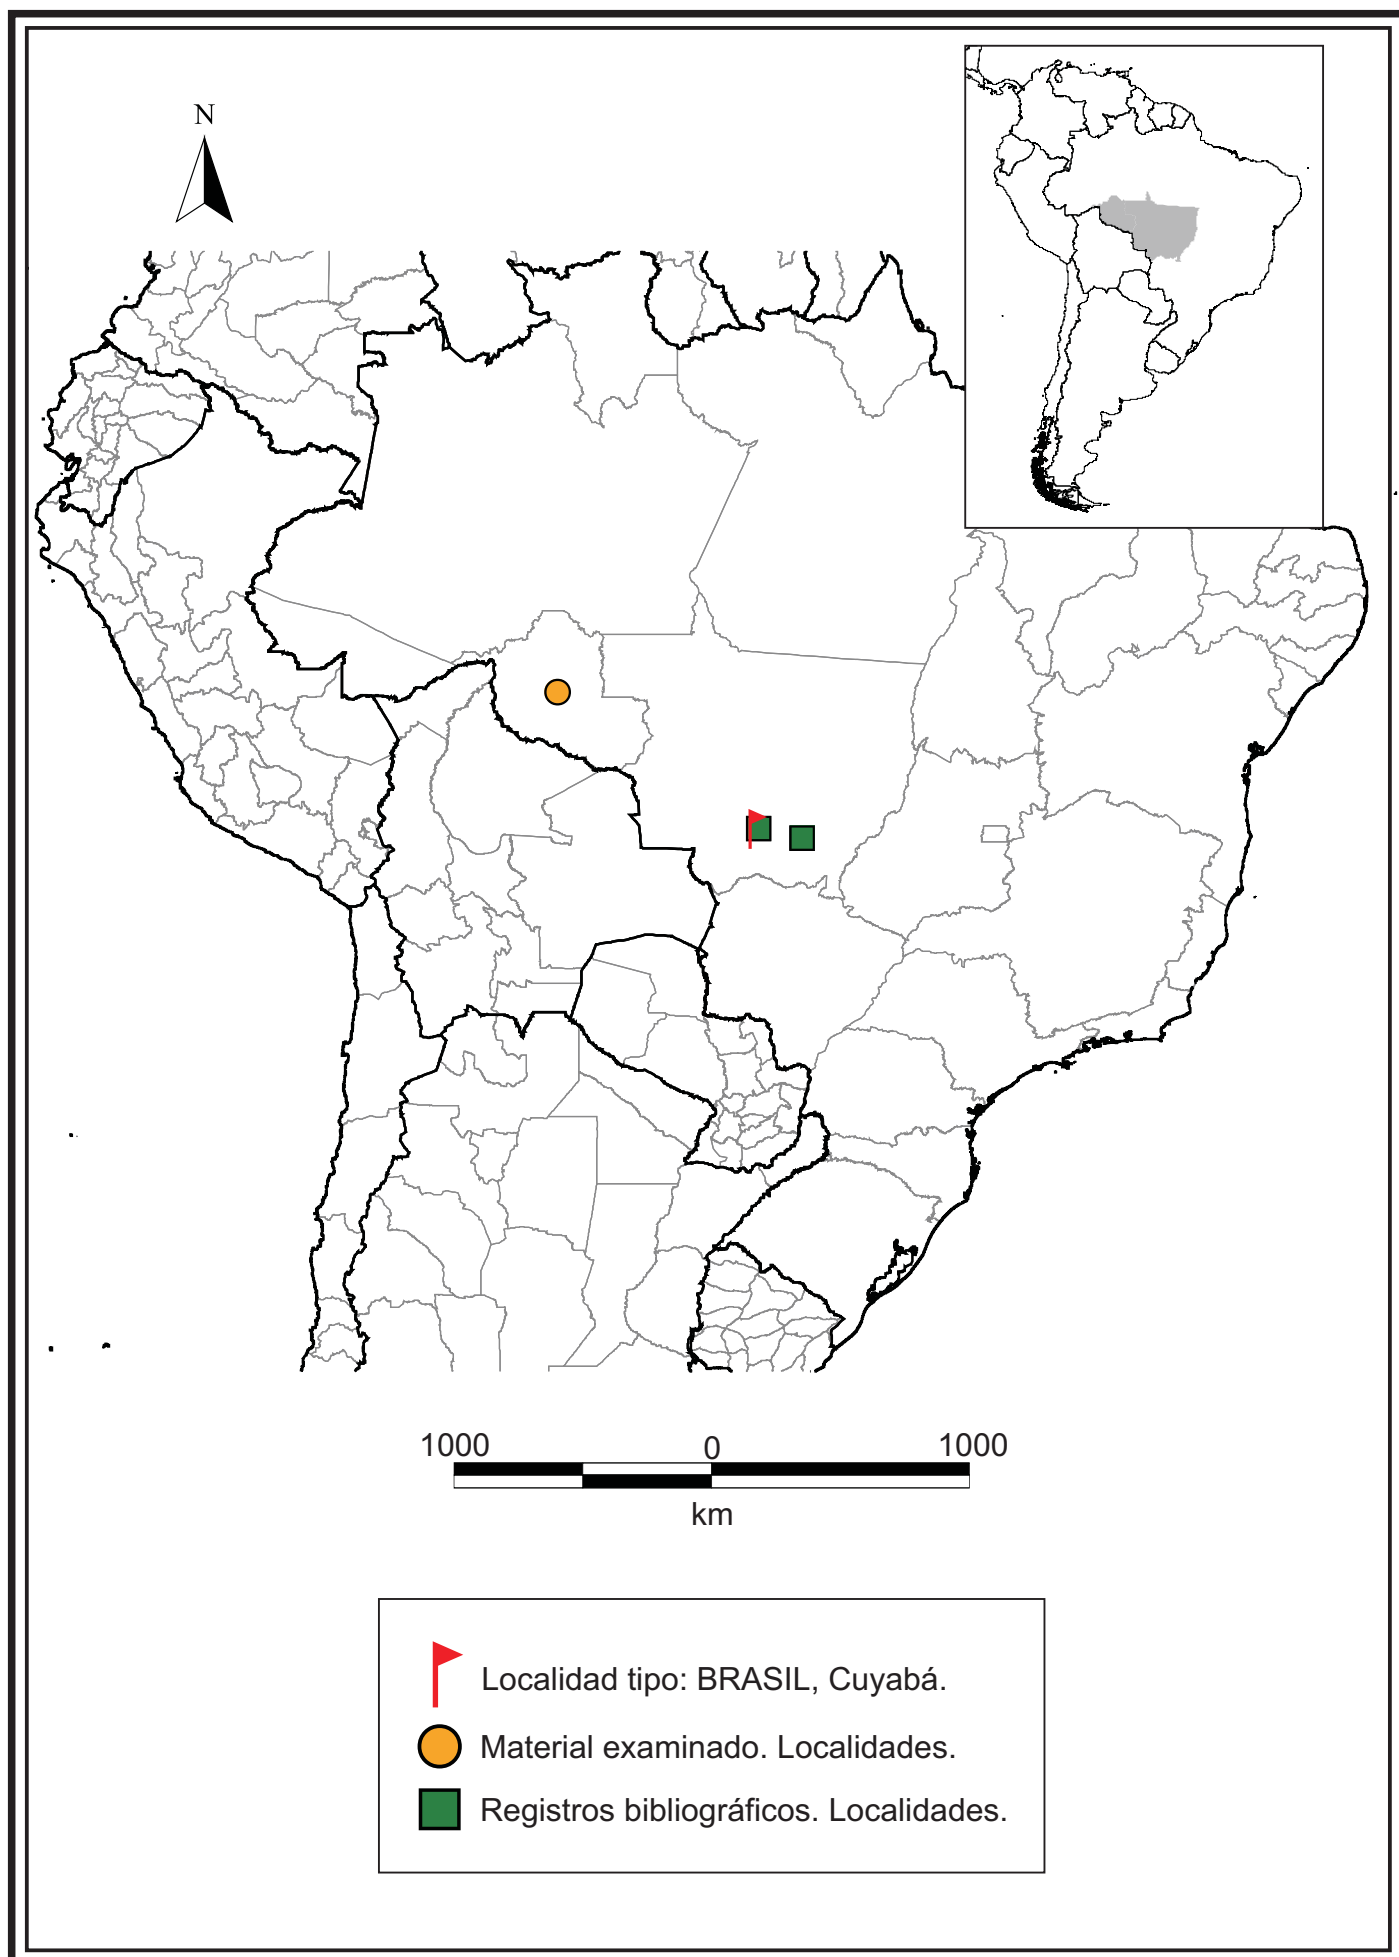 N
1000 0 1000
km
Localidad tipo: BRASIL, Cuyabá.
Material examinado. Localidades.
Registros bibliográficos. Localidades.